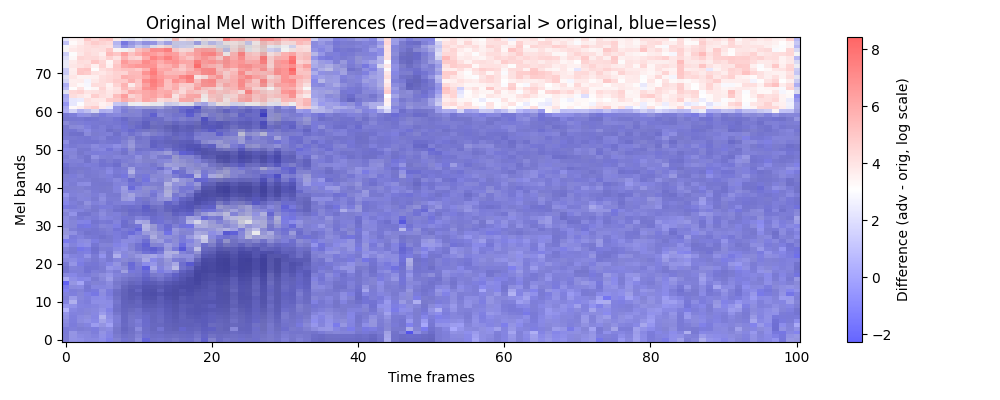 Original Mel with Differences (red=adversarial > original, blue=less)
Mel bands
70
60
50
40
30
20
10
0
0 20 40 60 80 100
Time frames
8
6
4
2
0
−2
Difference (adv - orig, log scale)